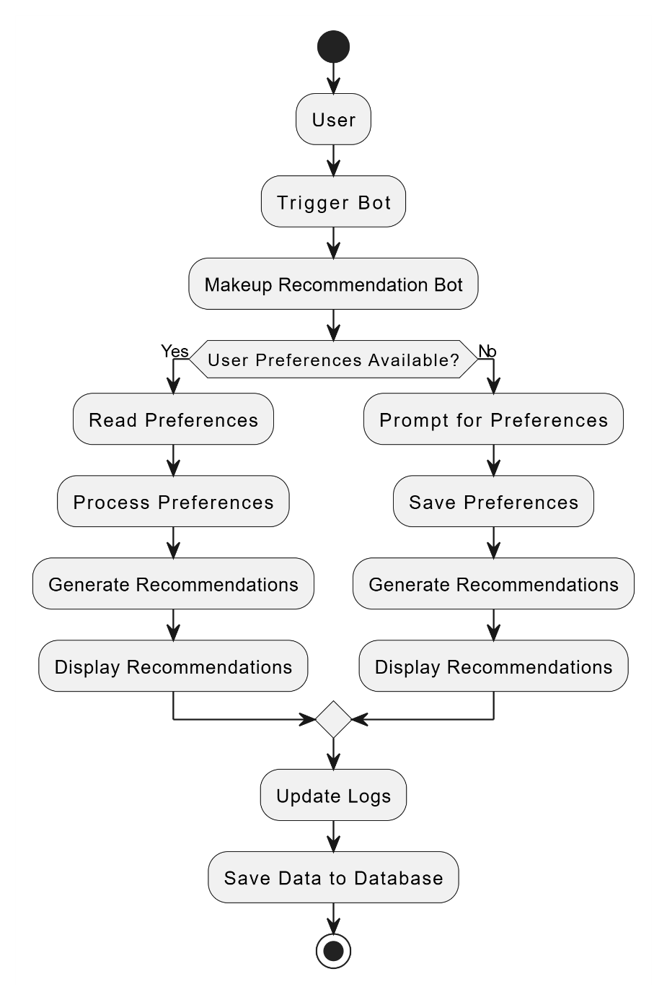 User
Trigger Bot
Makeup Recommendation Bot
Yes
User Preferences Available?
No
Read Preferences
Process Preferences
Generate Recommendations
Display Recommendations
Prompt for Preferences
Save Preferences
Generate Recommendations
Display Recommendations
Update Logs
Save Data to Database